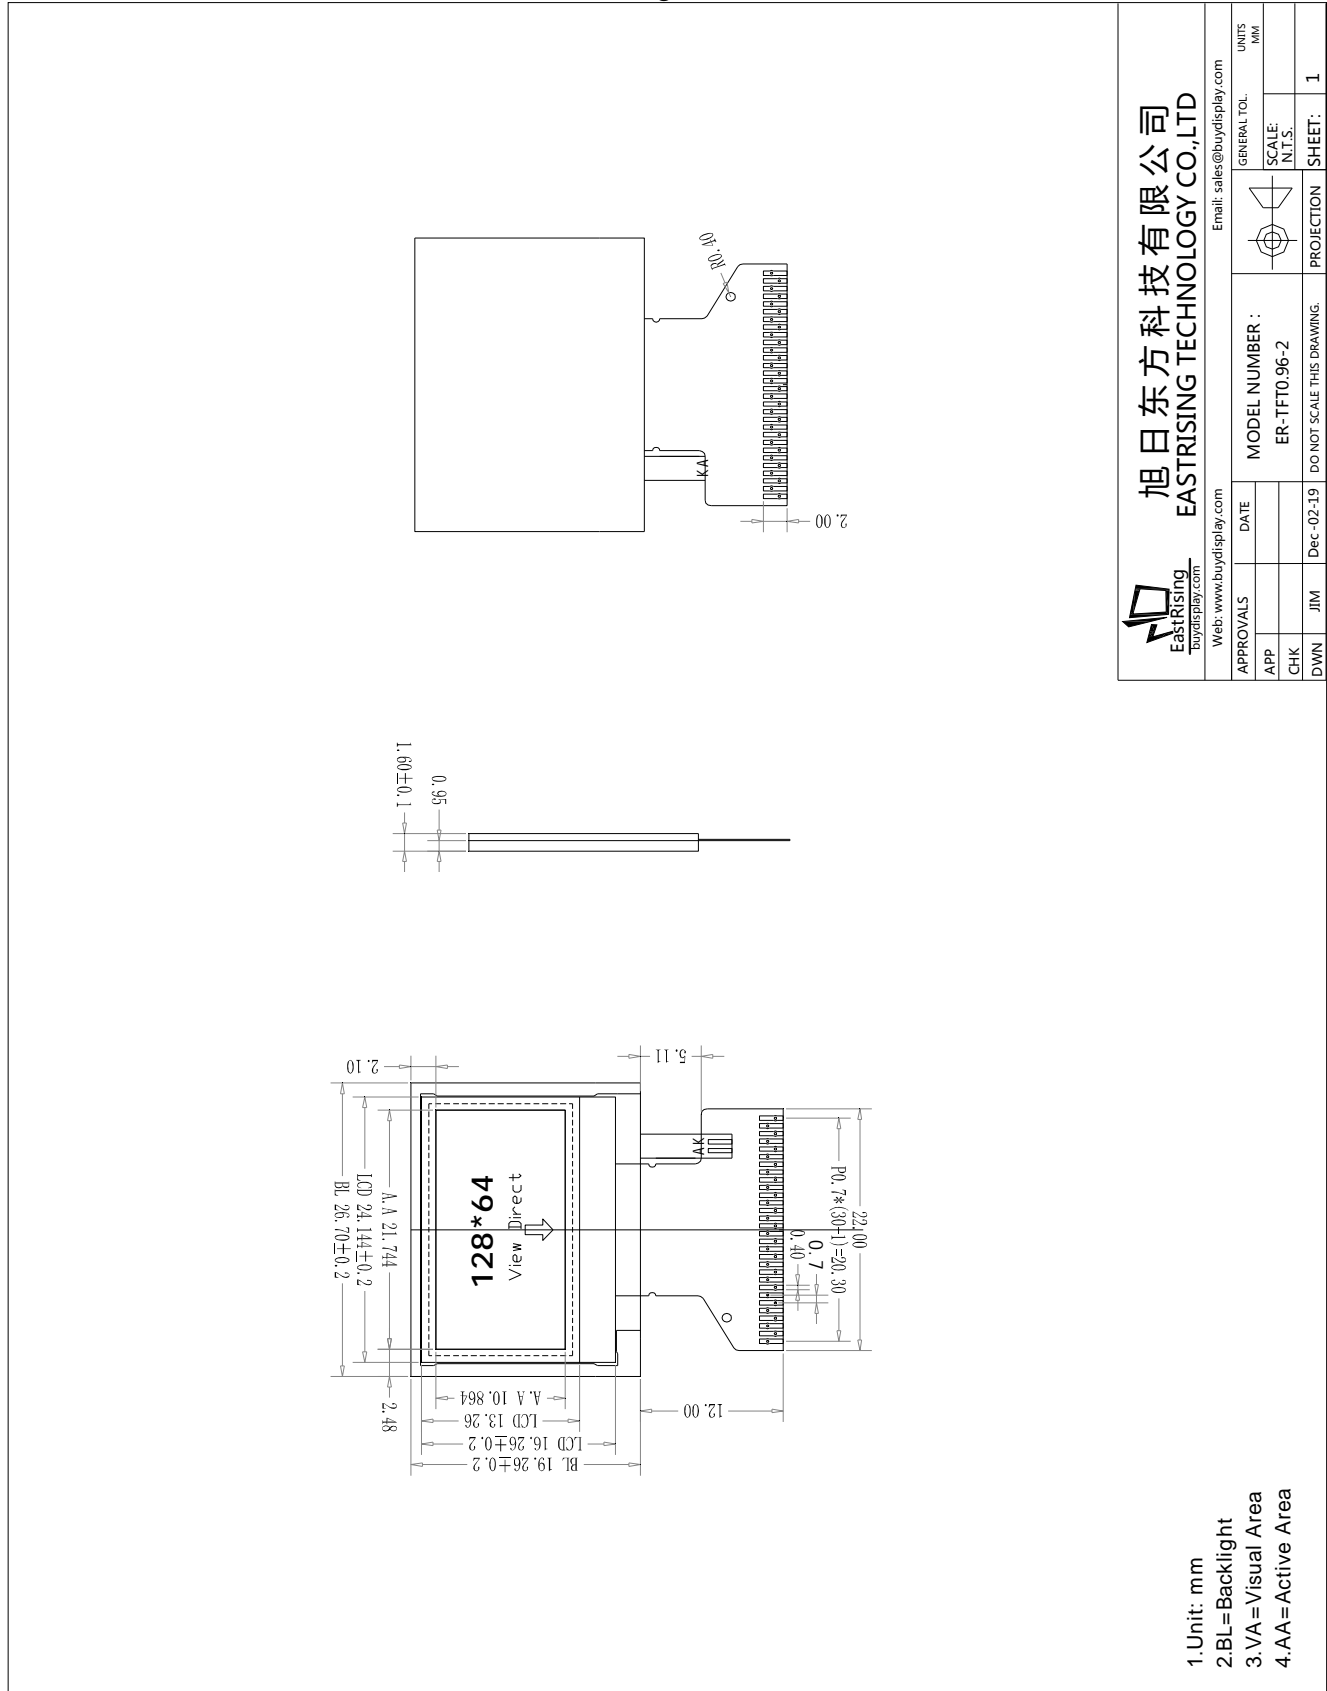 旭日东方科技有限公司
EASTRISING TECHNOLOGY CO.,LTD
EastRising
buydisplay.com
Web: www.buydisplay.com
Email: sales@buydisplay.com
APPROVALS
DATE
MODEL NUMBER :
ER-TFT0.96-2
GENERAL TOL.
UNITS
MM
APP
CHK
SCALE:
N.T.S.
DWN
JIM
Dec-02-19
DO NOT SCALE THIS DRAWING.
PROJECTION
SHEET:
1
R0.40
KA
2.00
1.60±0.1
0.95
2.10
5.11
BL 26.70±0.2
LCD 24.144±0.2
A.A 21.744
128*64
View Direct
AK
P0.7*(30-1)=20.30
22.00
0.40
0.7
2.48
A.A 10.864
LCD 13.26
LCD 16.26±0.2
BL 19.26±0.2
12.00
1.Unit: mm
2.BL=Backlight
3.VA=Visual Area
4.AA=Active Area